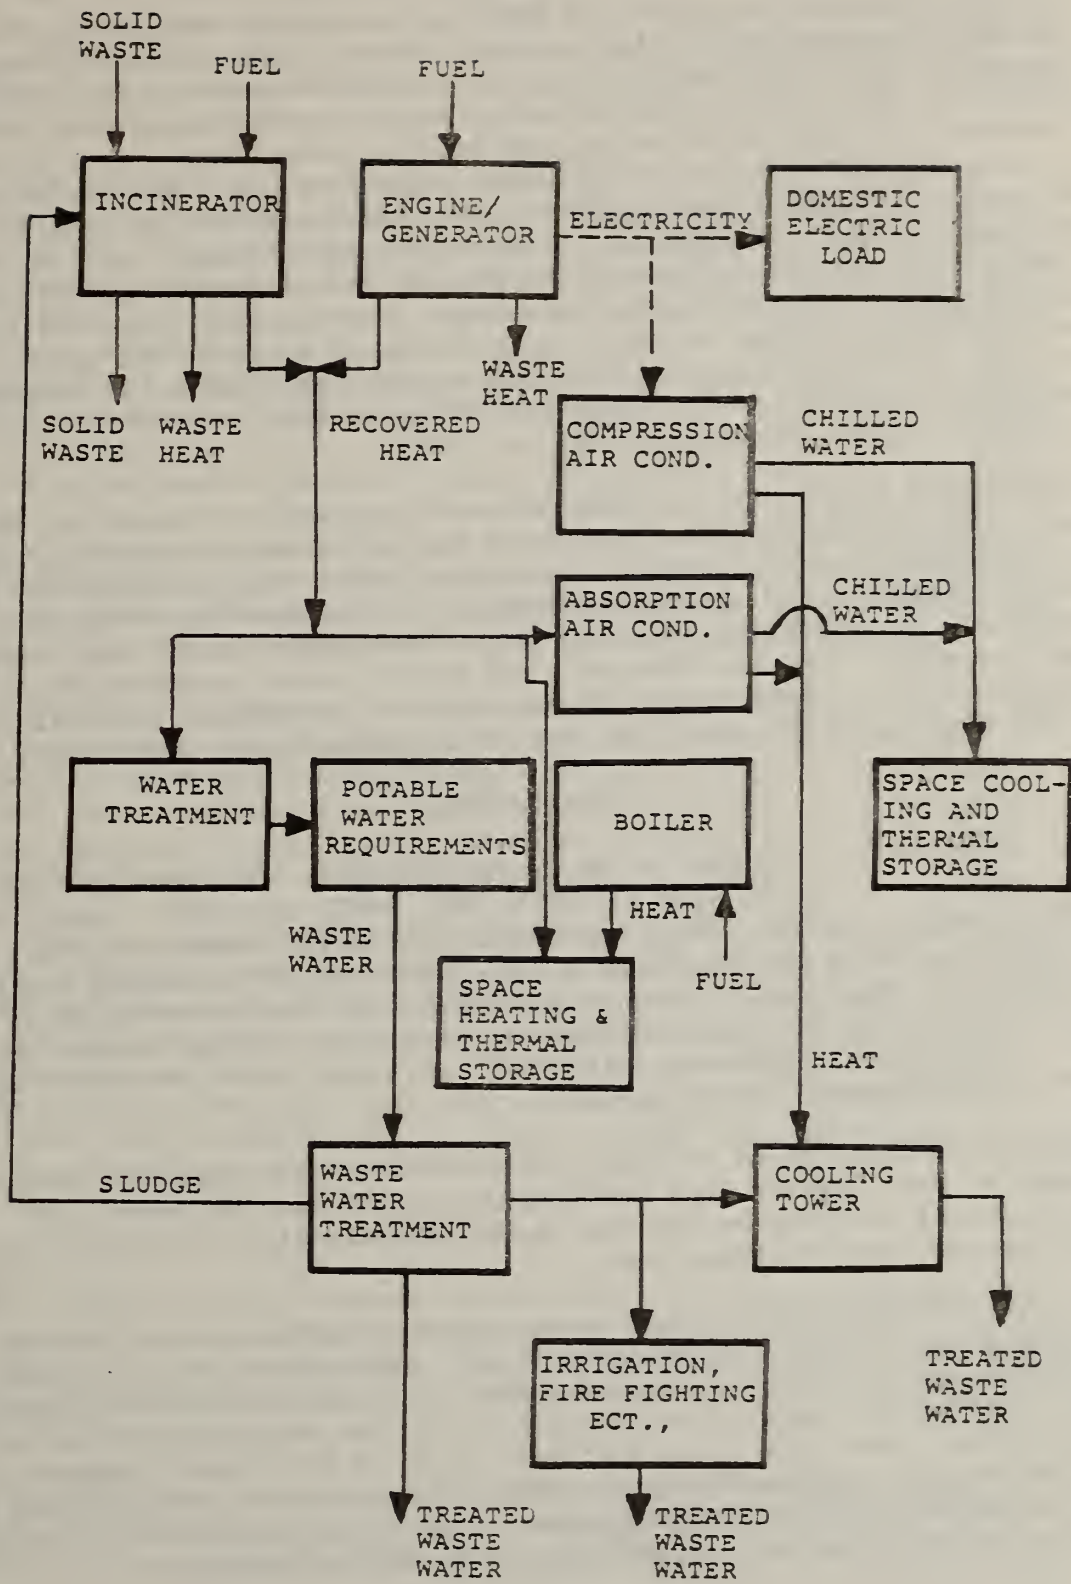 SOLID
WASTE
FUEL
FUEL
INCINERATOR
ENGINE/
GENERATOR
ELECTRICITY
DOMESTIC
ELECTRIC
LOAD
SOLID
WASTE
WASTE
HEAT
RECOVERED
HEAT
WASTE
HEAT
COMPRESSION
AIR COND.
CHILLED
WATER
ABSORPTION
AIR COND.
CHILLED
WATER
WATER
TREATMENT
POTABLE
WATER
REQUIREMENTS
BOILER
SPACE COOL-
ING AND
THERMAL
STORAGE
WASTE
WATER
HEAT
FUEL
SPACE
HEATING &
THERMAL
STORAGE
HEAT
SLUDGE
WASTE
WATER
TREATMENT
COOLING
TOWER
IRRIGATION,
FIRE FIGHTING
ECT.,
TREATED
WASTE
WATER
TREATED
WASTE
WATER
TREATED
WASTE
WATER